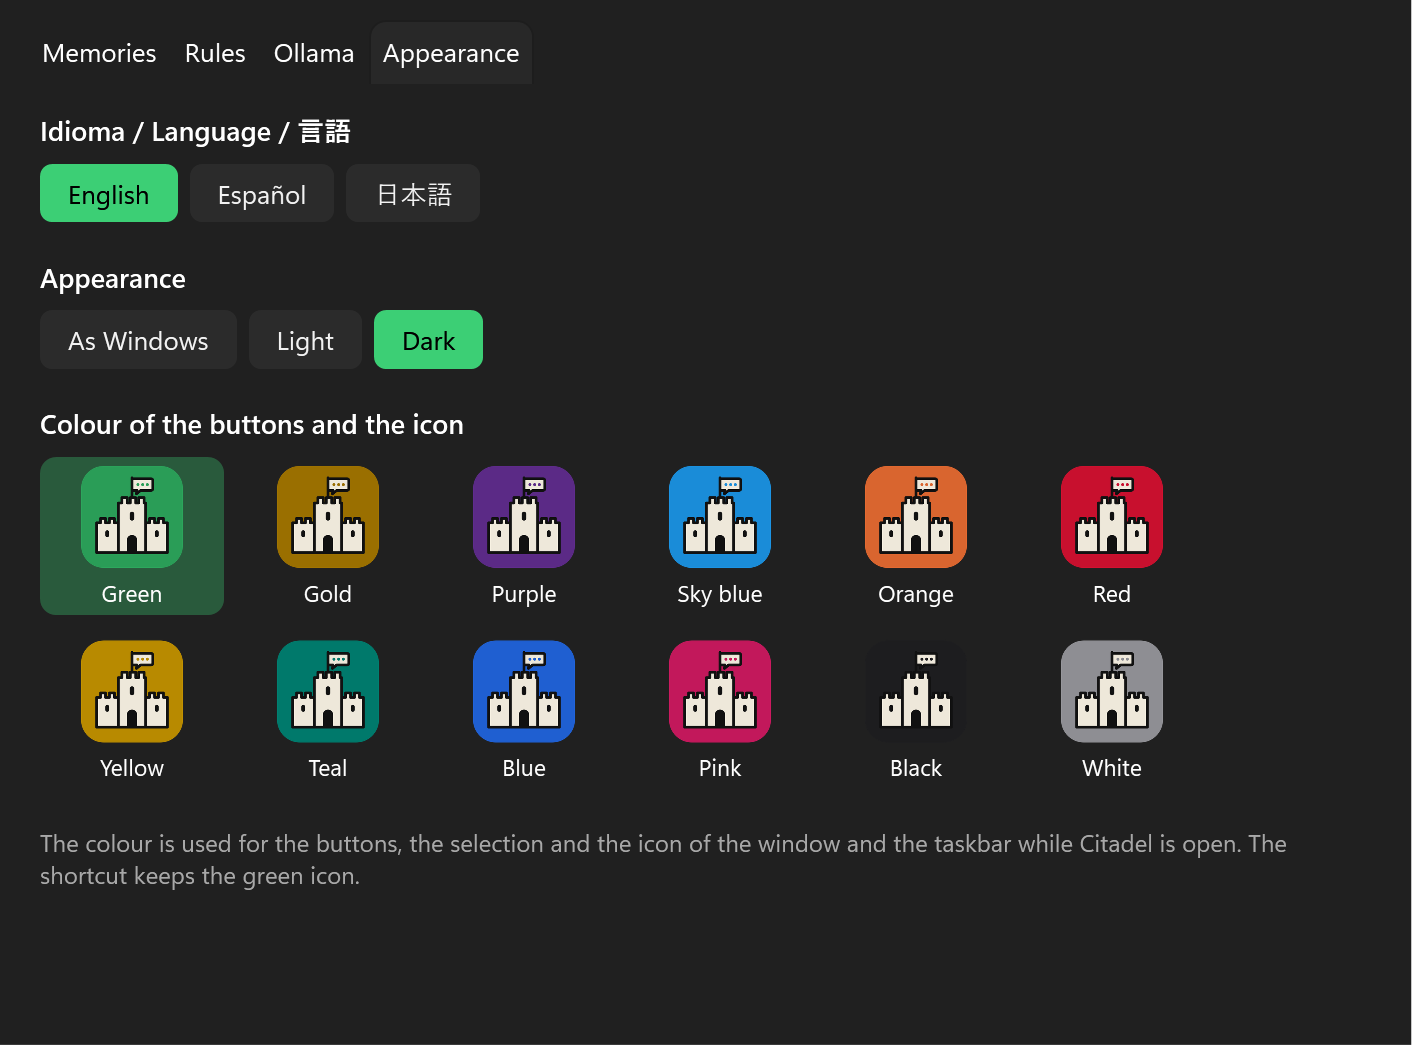 Memories Rules Ollama Appearance
Idioma / Language / 言語
English Español 日本語
Appearance
As Windows Light Dark
Colour of the buttons and the icon
Green Gold Purple Sky blue Orange Red
Yellow Teal Blue Pink Black White
The colour is used for the buttons, the selection and the icon of the window and the taskbar while Citadel is open. The
shortcut keeps the green icon.